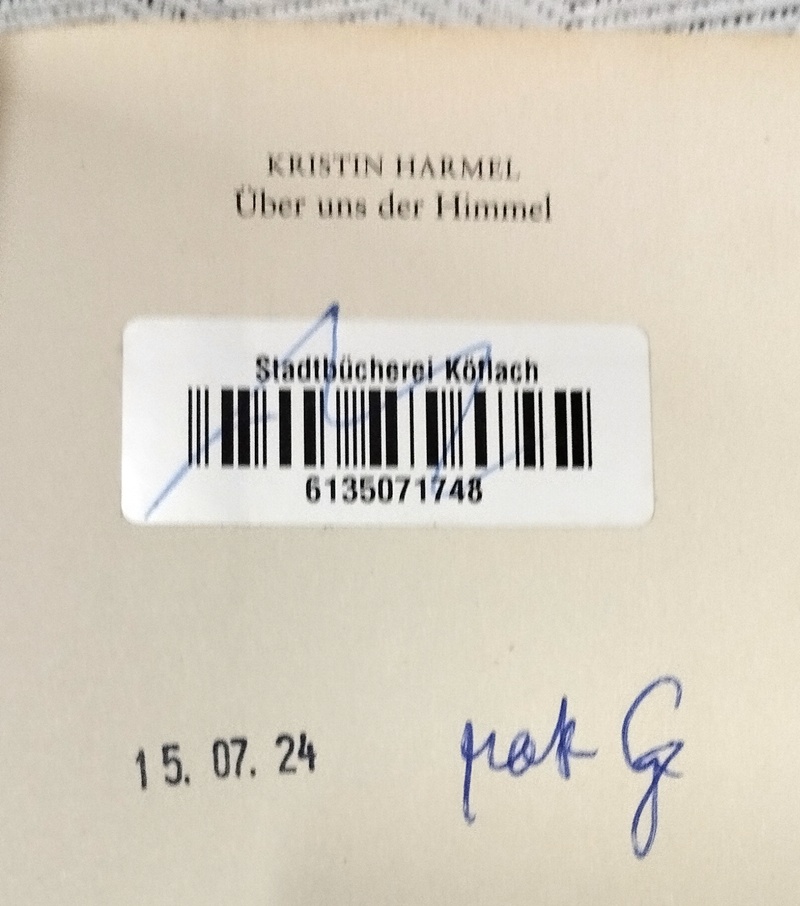 KRISTIN HARMEL
Über uns der Himmel
Stadtbücherei Köflach
6135071748
15. 07. 24